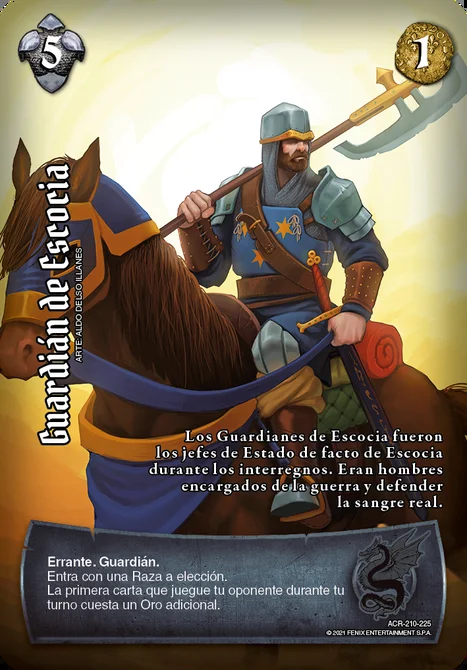 5
1
Guardián de Escocia
ARTE: ALDO DELSO ILLANES
Los Guardianes de Escocia fueron
los jefes de Estado de facto de Escocia
durante los interregnos. Eran hombres
encargados de la guerra y defender
la sangre real.
Errante. Guardián.
Entra con una Raza a elección.
La primera carta que juegue tu oponente durante tu
turno cuesta un Oro adicional.
ACR-210-225
© 2021 FENIX ENTERTAINMENT S.P.A.